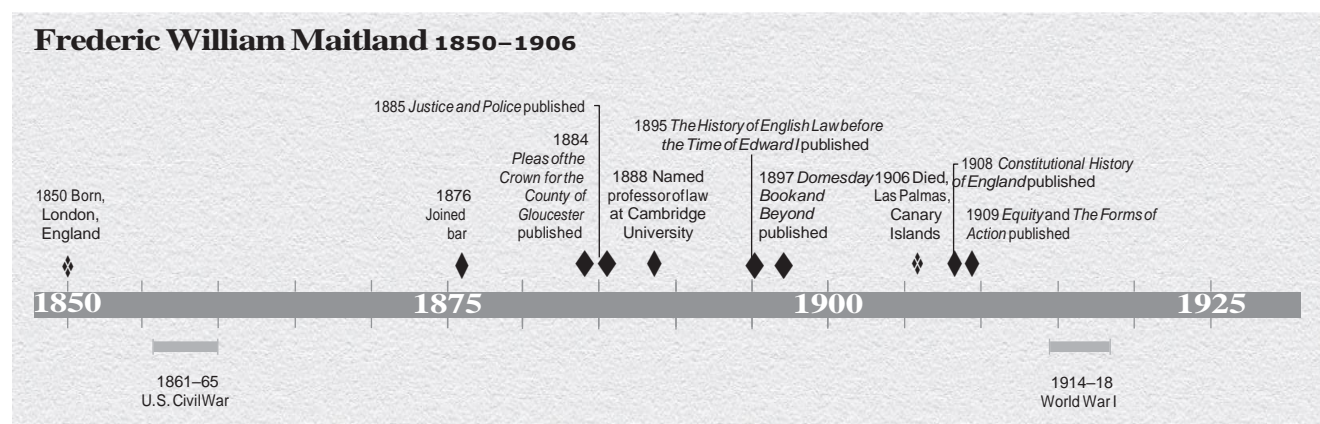 Frederic William Maitland 1850–1906
1885 Justice and Police published
1895 The History of English Law before
the Time of Edward I published
1884
Pleas of the
Crown for the
County of
Gloucester
published
1908 Constitutional History
of England published
1888 Named
professor of law
at Cambridge
University
1897 Domesday
Book and
Beyond
published
1906 Died,
Las Palmas,
Canary
Islands
1850 Born,
London,
England
1876
Joined
bar
1909 Equity and The Forms of
Action published
1850 1875 1900 1925
1861–65
U.S. Civil War
1914–18
World War I